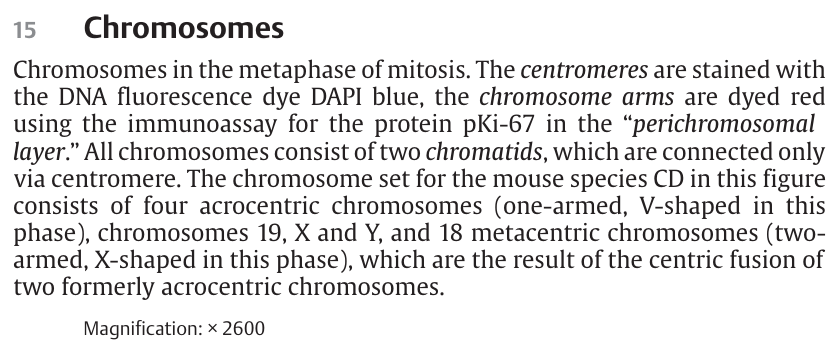 15 Chromosomes
Chromosomes in the metaphase of mitosis. The centromeres are stained with
the DNA fluorescence dye DAPI blue, the chromosome arms are dyed red
using the immunoassay for the protein pKi-67 in the “perichromosomal
layer.” All chromosomes consist of two chromatids, which are connected only
via centromere. The chromosome set for the mouse species CD in this figure
consists of four acrocentric chromosomes (one-armed, V-shaped in this
phase), chromosomes 19, X and Y, and 18 metacentric chromosomes (two-
armed, X-shaped in this phase), which are the result of the centric fusion of
two formerly acrocentric chromosomes.
Magnification: × 2600